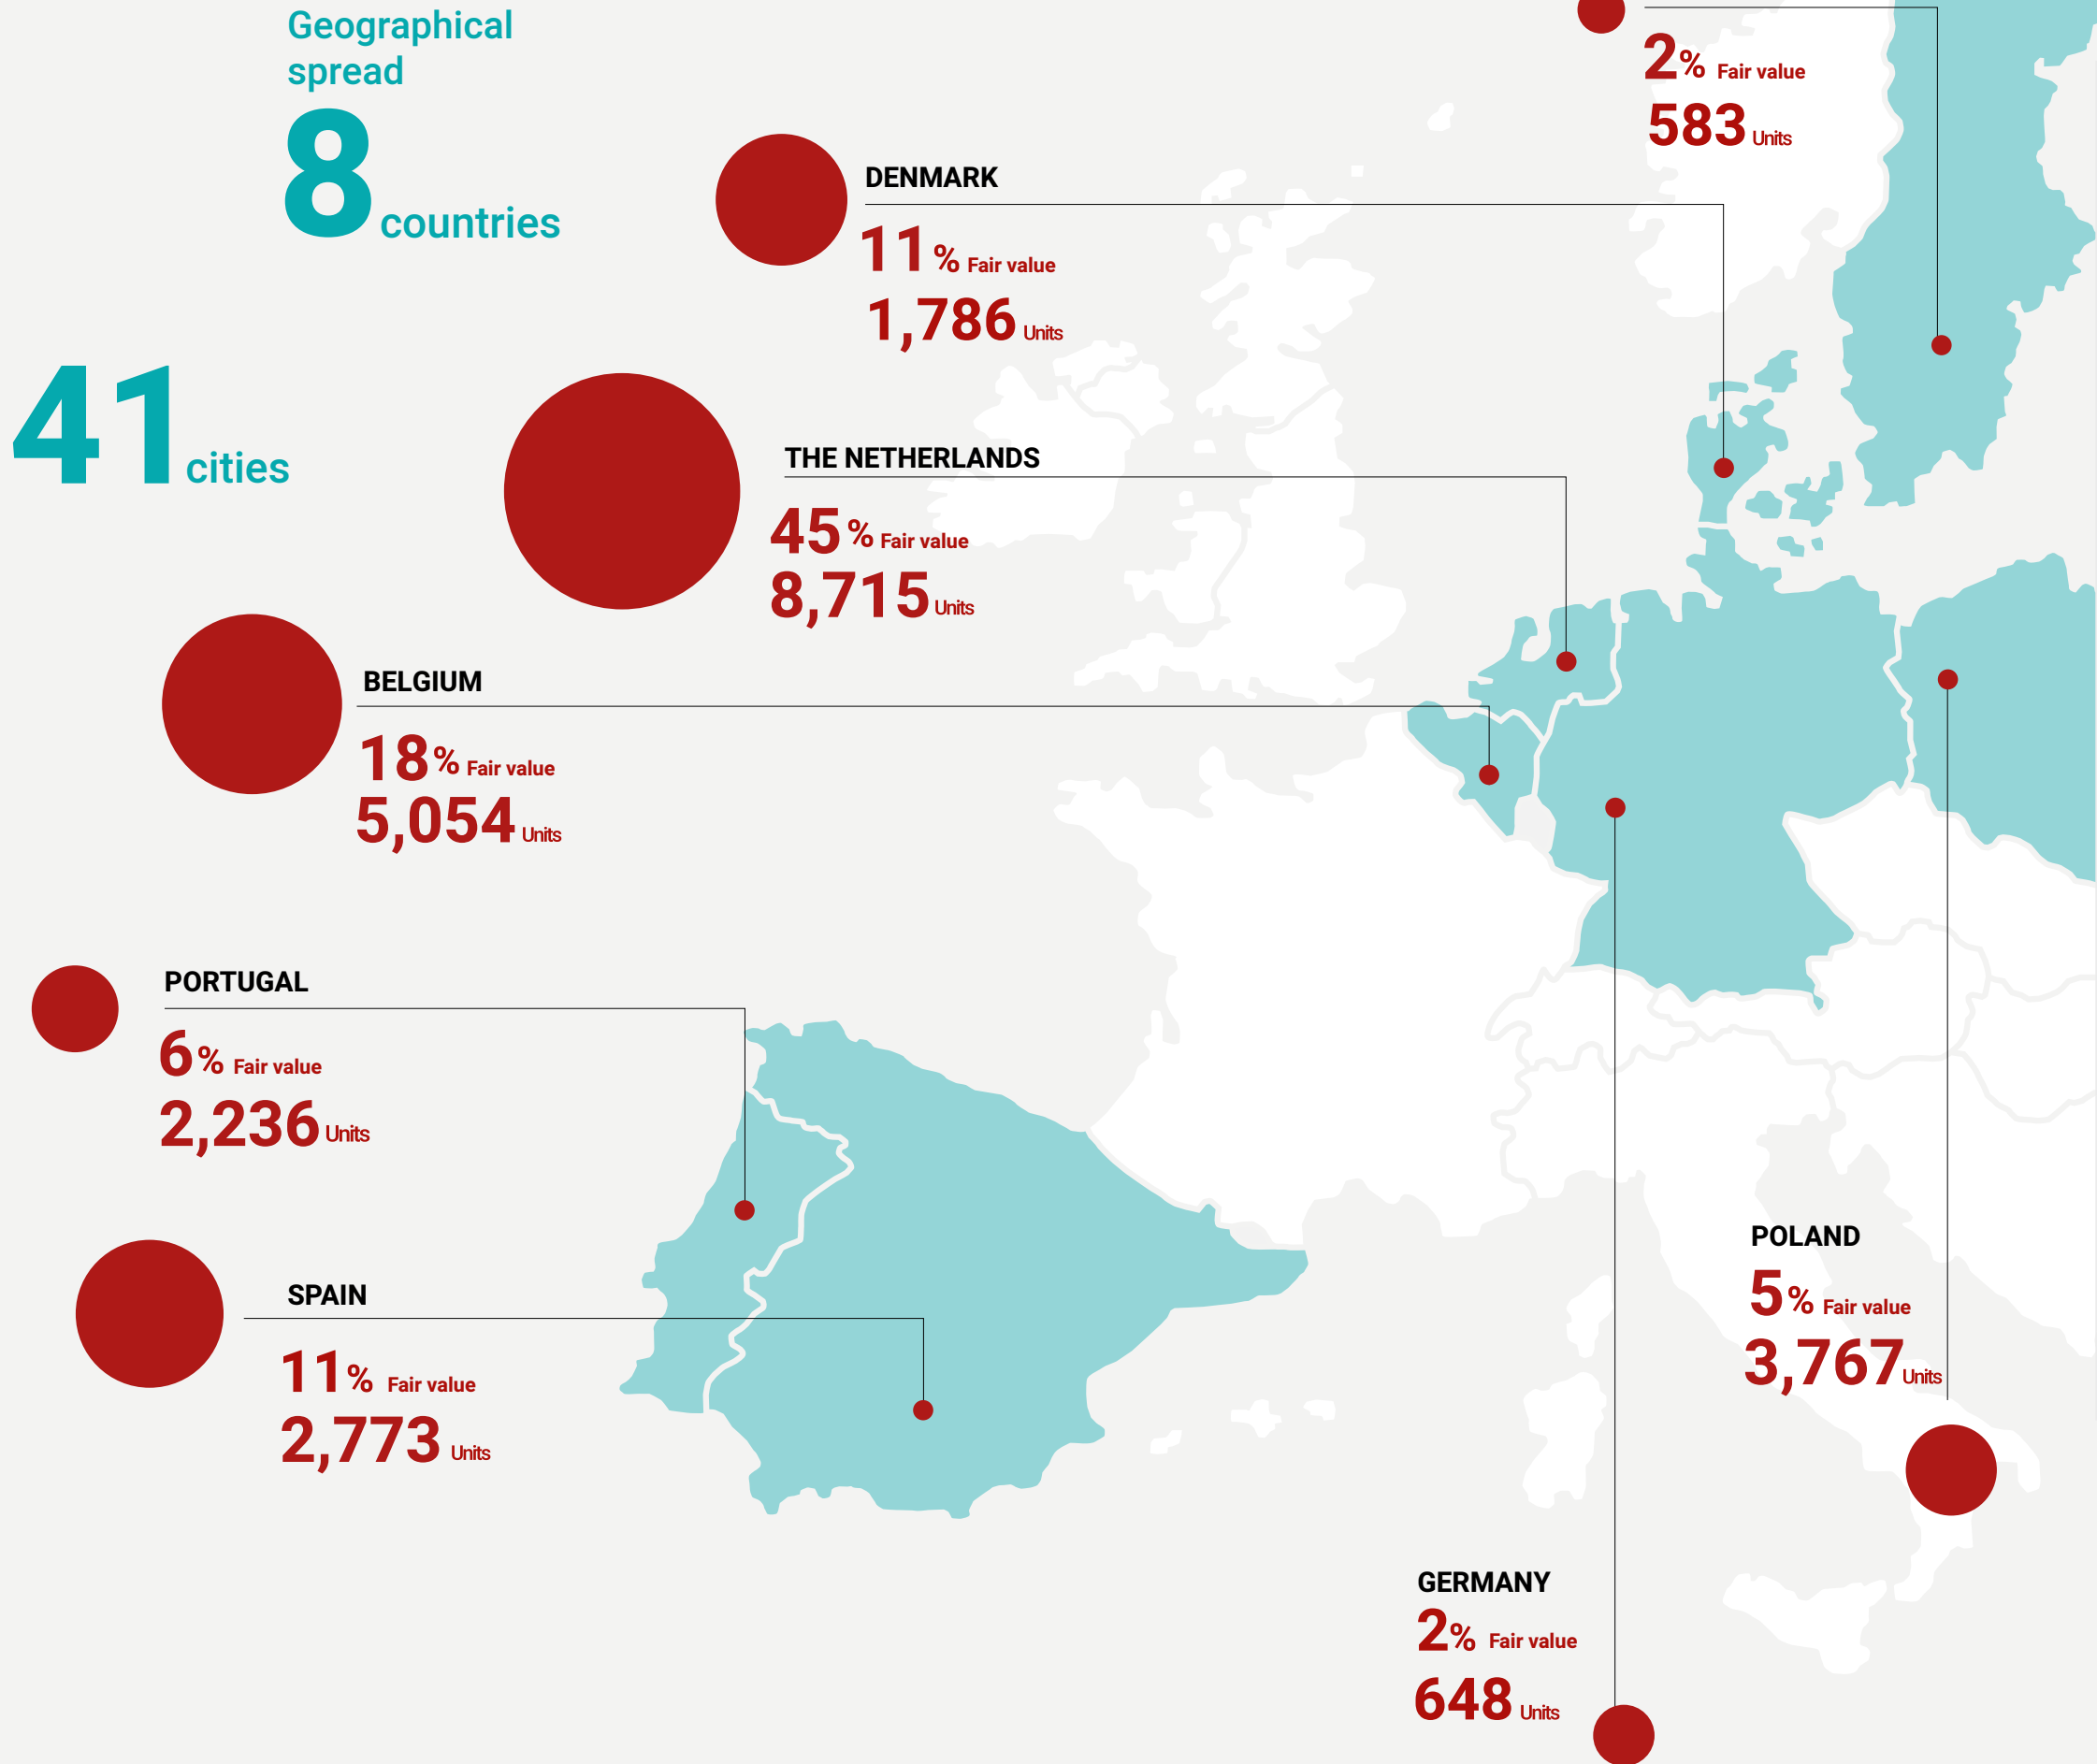 Geographical
spread
8 countries
41 cities
2% Fair value
583 Units
DENMARK
11% Fair value
1,786 Units
THE NETHERLANDS
45% Fair value
8,715 Units
BELGIUM
18% Fair value
5,054 Units
PORTUGAL
6% Fair value
2,236 Units
SPAIN
11% Fair value
2,773 Units
POLAND
5% Fair value
3,767 Units
GERMANY
2% Fair value
648 Units